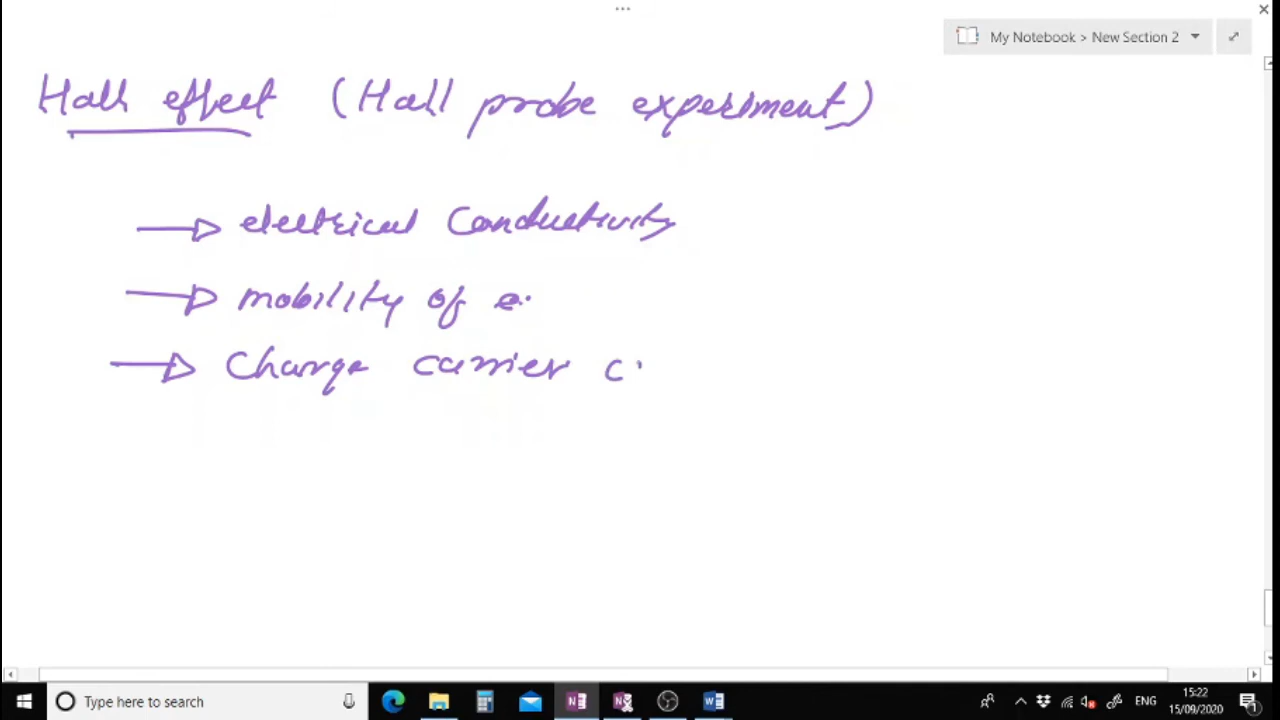 My Notebook > New Section 2
Hall effect (Hall probe experiment)
electrical Conductivity
mobility of e-
Charge carrier c
Type here to search
ENG
15:22
15/09/2020
1